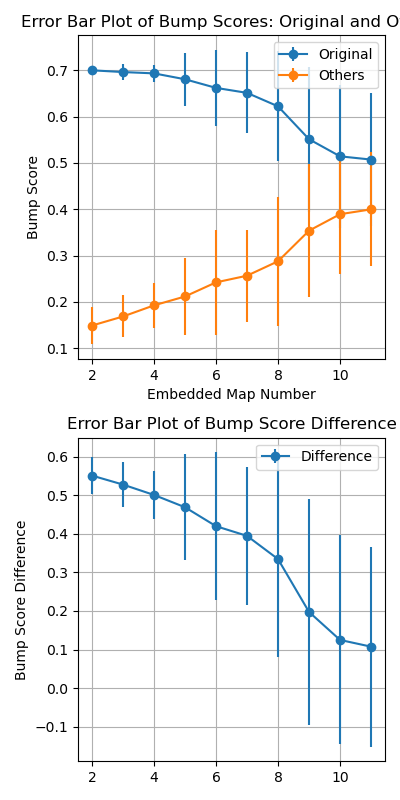 Error Bar Plot of Bump Scores: Original and O
Original
Others
0.7
0.6
0.5
0.4
0.3
0.2
0.1
Bump Score
2 4 6 8 10
Embedded Map Number
Error Bar Plot of Bump Score Difference
Difference
0.6
0.5
0.4
0.3
0.2
0.1
0.0
−0.1
Bump Score Difference
2 4 6 8 10